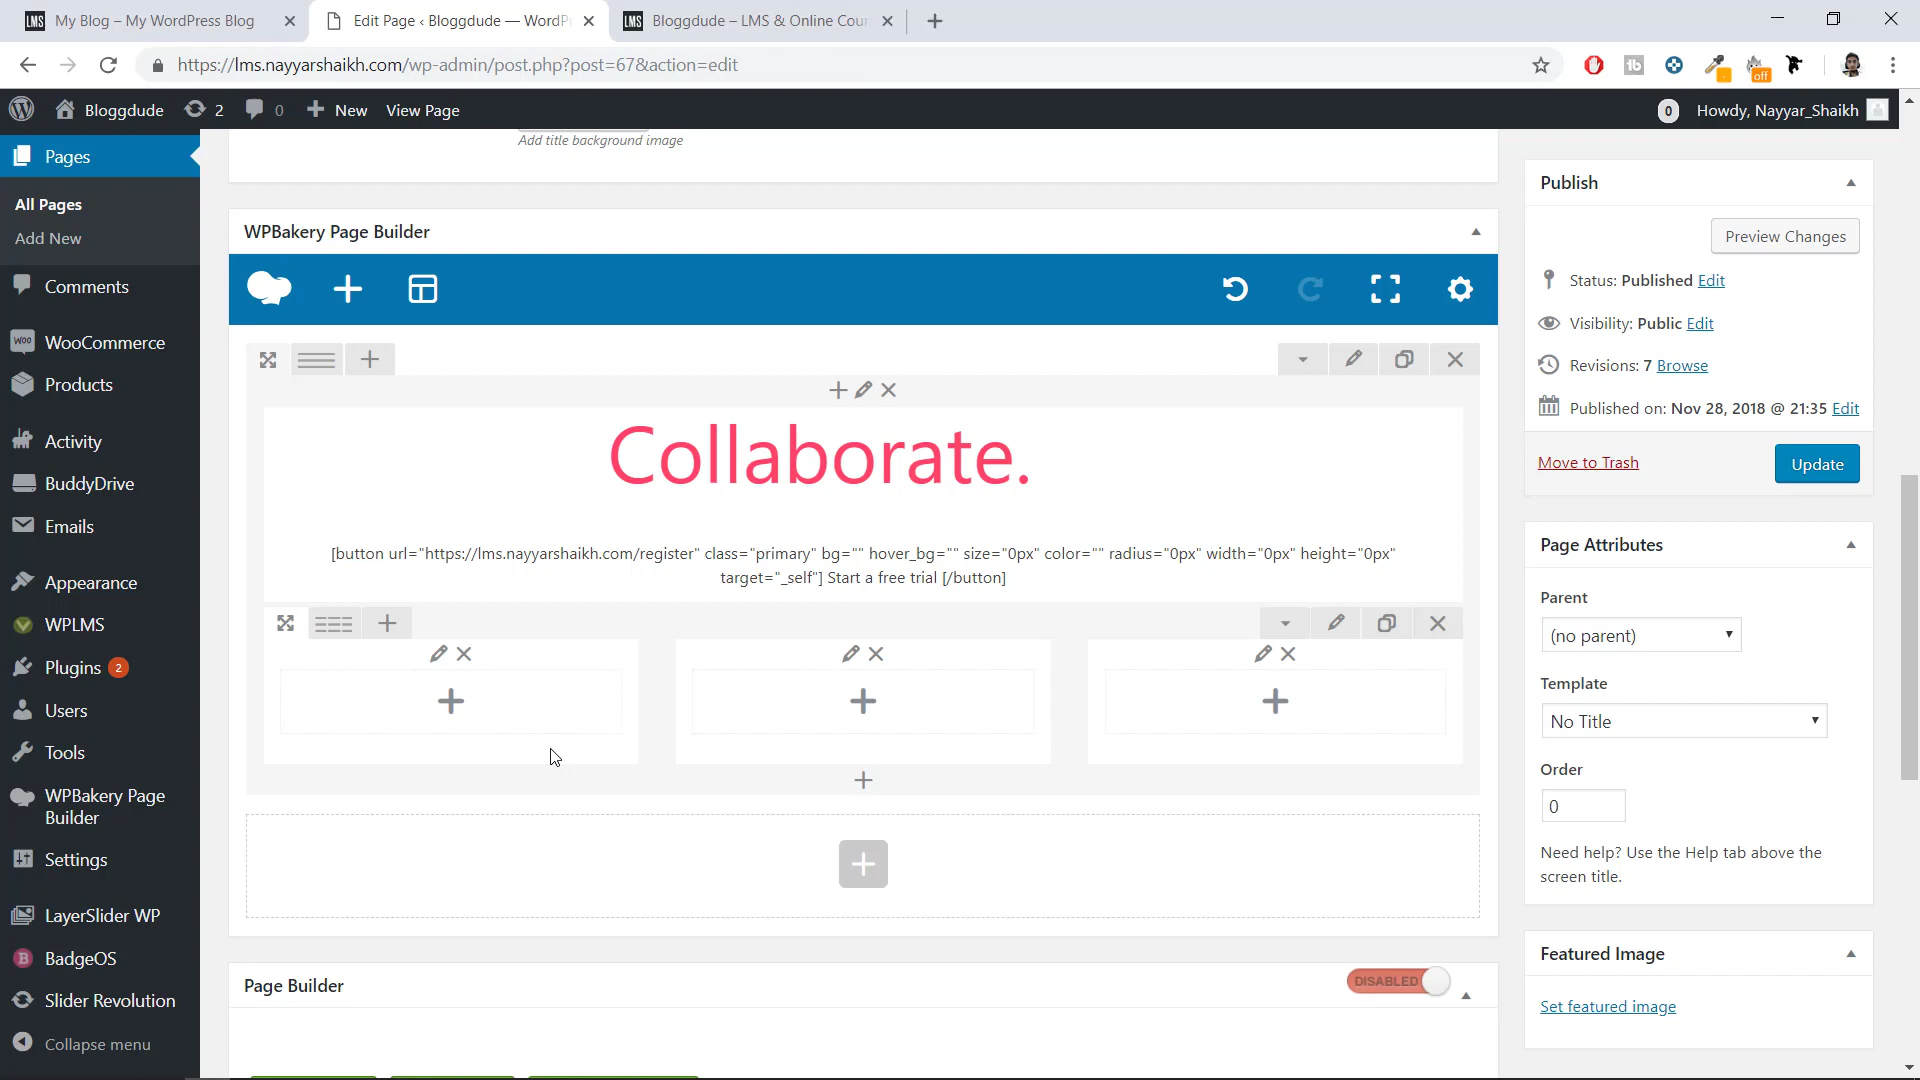 My Blog – My WordPress Blog
Edit Page ‹ Bloggdude — WordP
Bloggdude – LMS & Online Cour
https://lms.nayyarshaikh.com/wp-admin/post.php?post=67&action=edit
off
Bloggdude
2
0
New
View Page
0
Howdy, Nayyar_Shaikh
Pages
All Pages
Add New
Comments
WooCommerce
Products
Activity
BuddyDrive
Emails
Appearance
WPLMS
Plugins 2
Users
Tools
WPBakery Page
Builder
Settings
LayerSlider WP
BadgeOS
Slider Revolution
Collapse menu
Add title background image
WPBakery Page Builder
Collaborate.
[button url="https://lms.nayyarshaikh.com/register" class="primary" bg="" hover_bg="" size="0px" color="" radius="0px" width="0px" height="0px"
target="_self"] Start a free trial [/button]
Page Builder
DISABLED
Publish
Preview Changes
Status: Published Edit
Visibility: Public Edit
Revisions: 7 Browse
Published on: Nov 28, 2018 @ 21:35 Edit
Move to Trash
Update
Page Attributes
Parent
(no parent)
Template
No Title
Order
0
Need help? Use the Help tab above the
screen title.
Featured Image
Set featured image